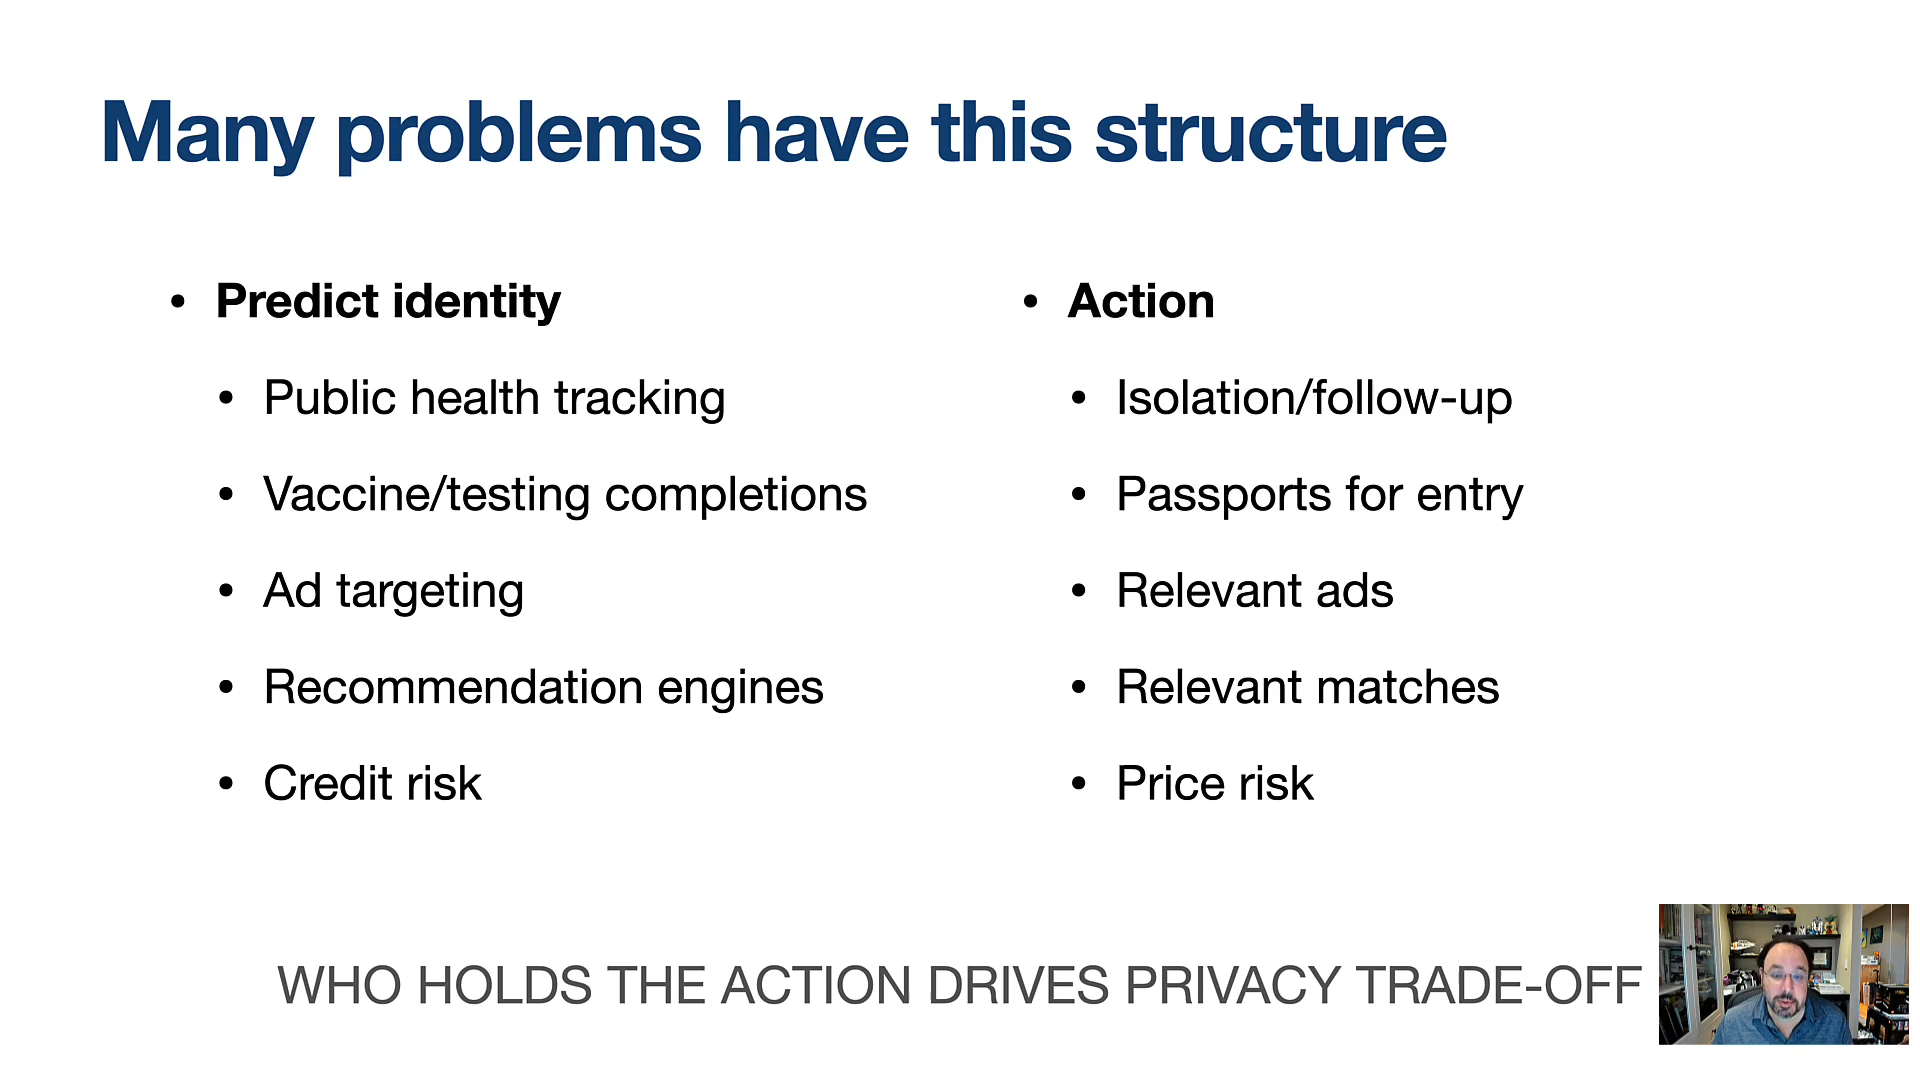 Many problems have this structure
• Predict identity
• Public health tracking
• Vaccine/testing completions
• Ad targeting
• Recommendation engines
• Credit risk
• Action
• Isolation/follow-up
• Passports for entry
• Relevant ads
• Relevant matches
• Price risk
WHO HOLDS THE ACTION DRIVES PRIVACY TRADE-OFF